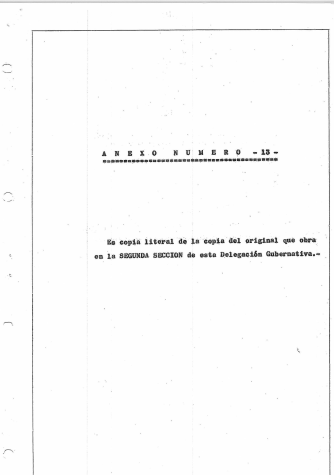 A N E X O  N U M E R O  - 13 -
Es copia literal de la copia del original que obra
en la SEGUNDA SECCION de esta Delegación Gubernativa.-